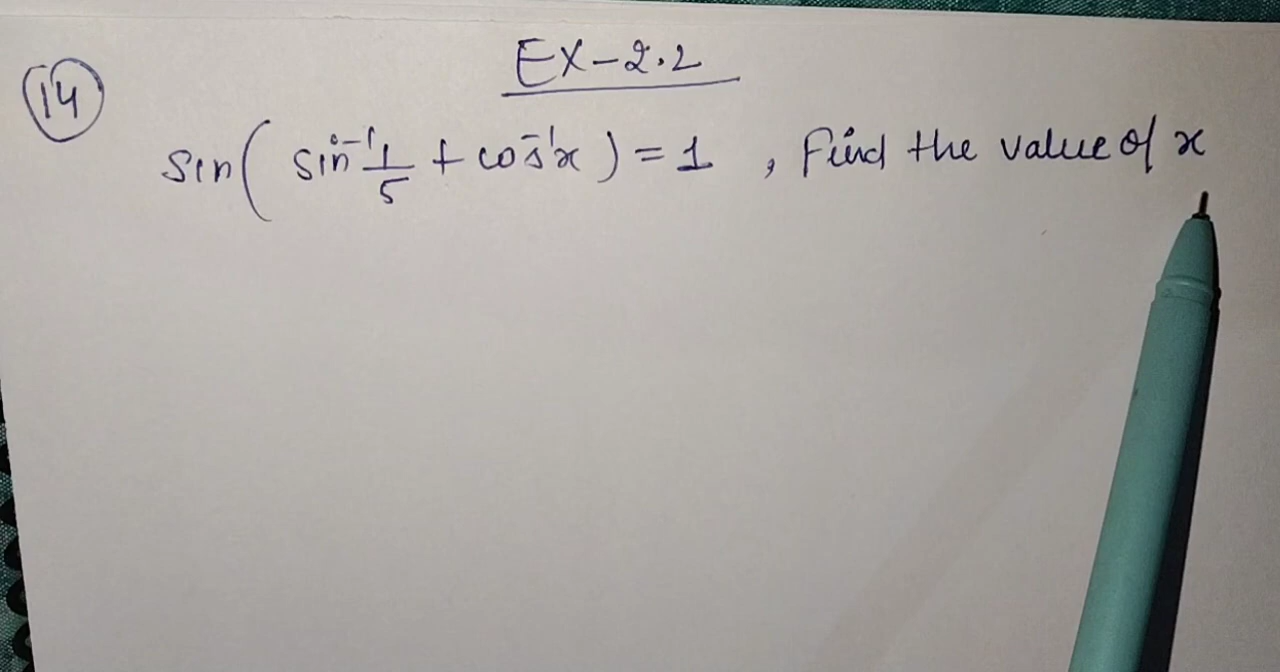 EX-2.2
14
sin( sin⁻¹ 1/5 + cos⁻¹x ) = 1 , Find the value of x